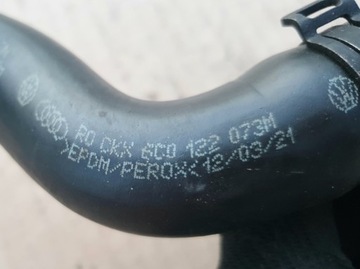 RO CKX 6C0 122 073M
>EPDM/PEROX< 12/03/21